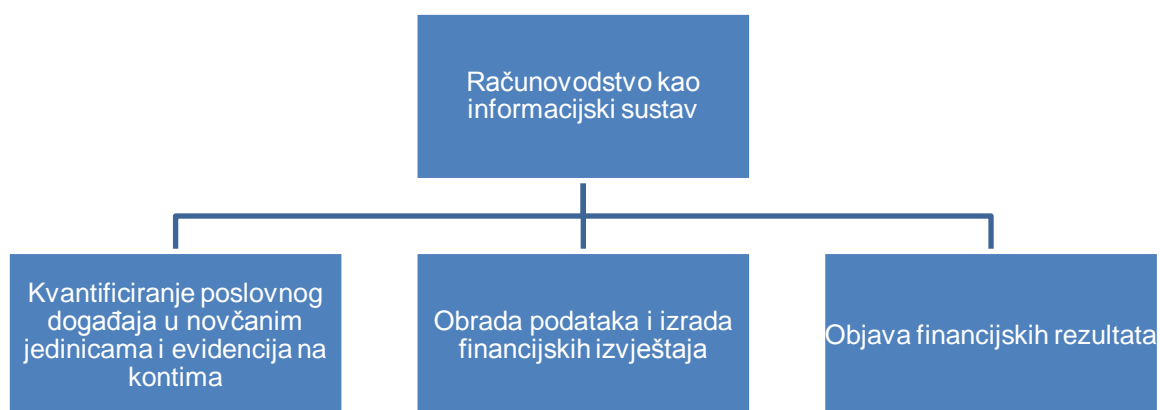 Računovodstvo kao
informacijski sustav
Kvantificiranje poslovnog
događaja u novčanim
jedinicama i evidencija na
kontima
Obrada podataka i izrada
financijskih izvještaja
Objava financijskih rezultata